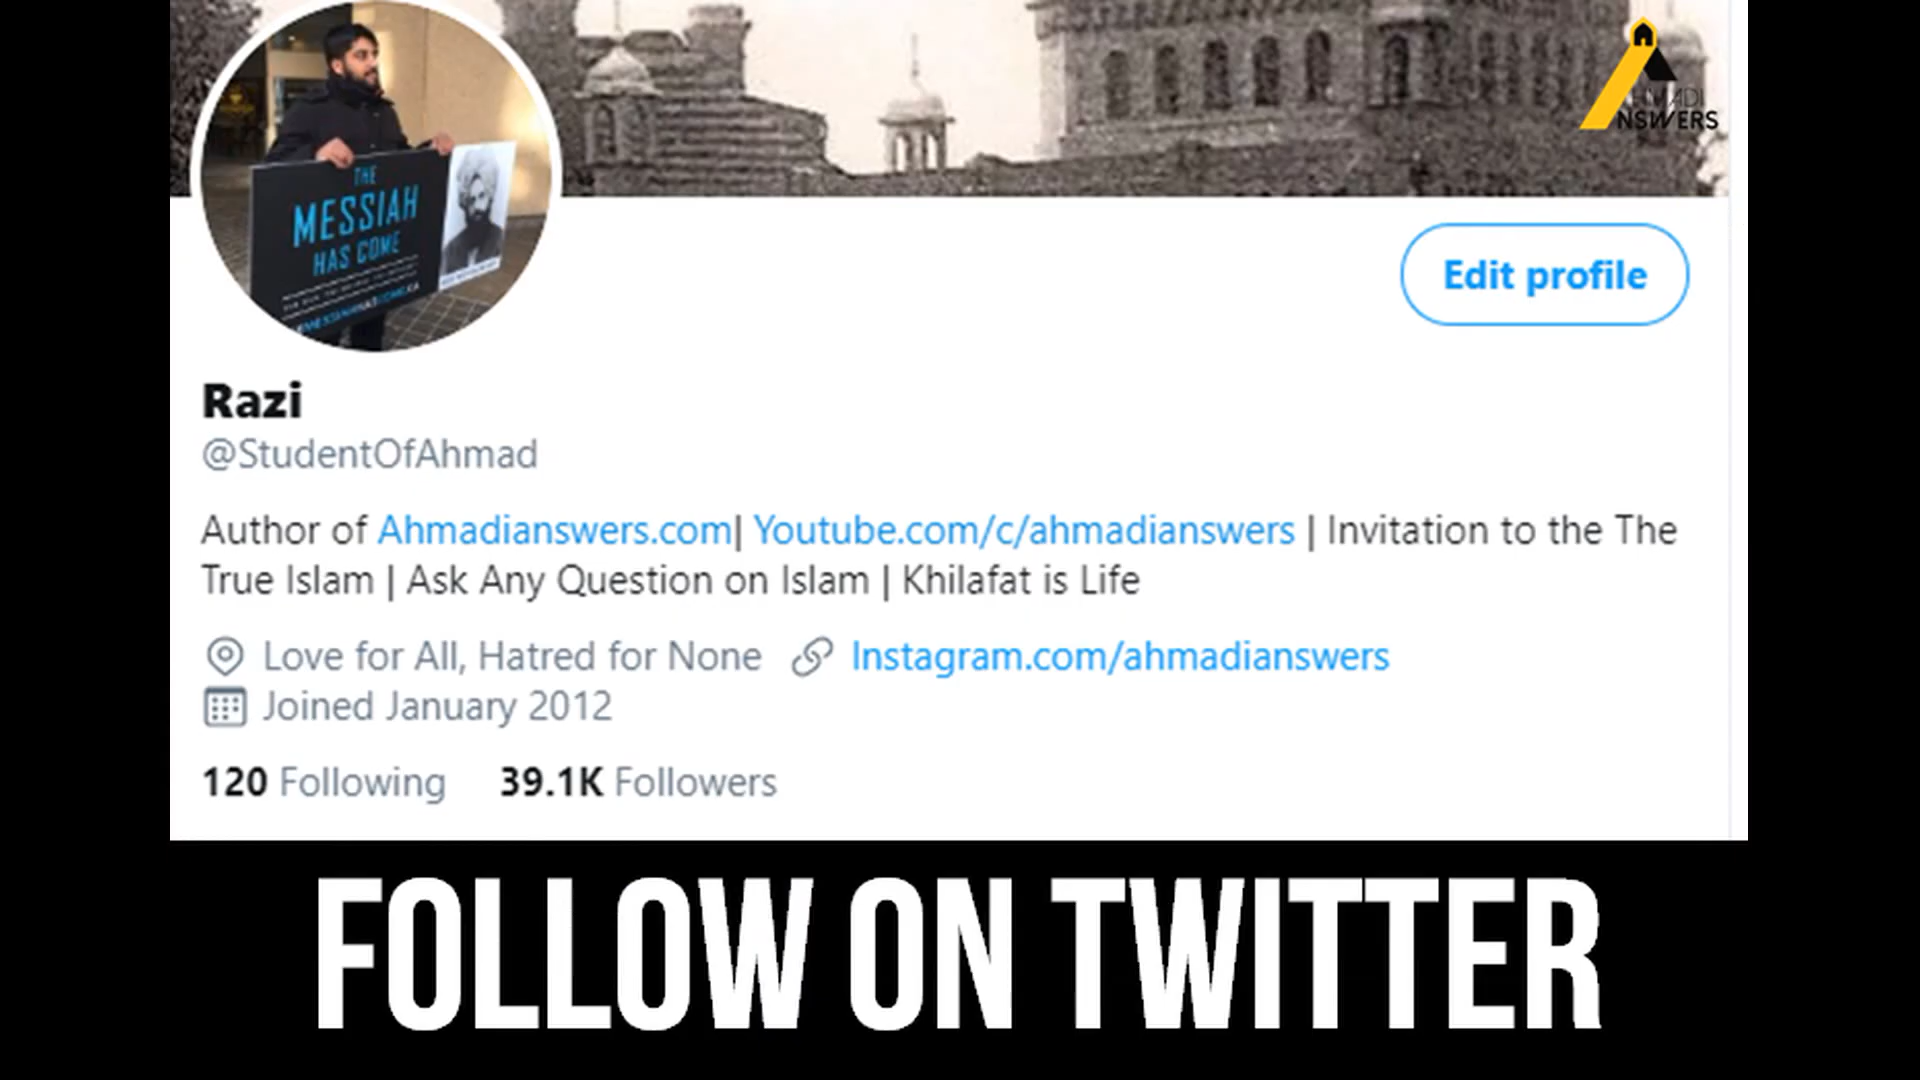 AHMADI
NSWERS
THE
MESSIAH
HAS COME
Edit profile
Razi
@StudentOfAhmad
Author of Ahmadianswers.com| Youtube.com/c/ahmadianswers | Invitation to the The
True Islam | Ask Any Question on Islam | Khilafat is Life
Love for All, Hatred for None Instagram.com/ahmadianswers
Joined January 2012
120 Following 39.1K Followers
FOLLOW ON TWITTER